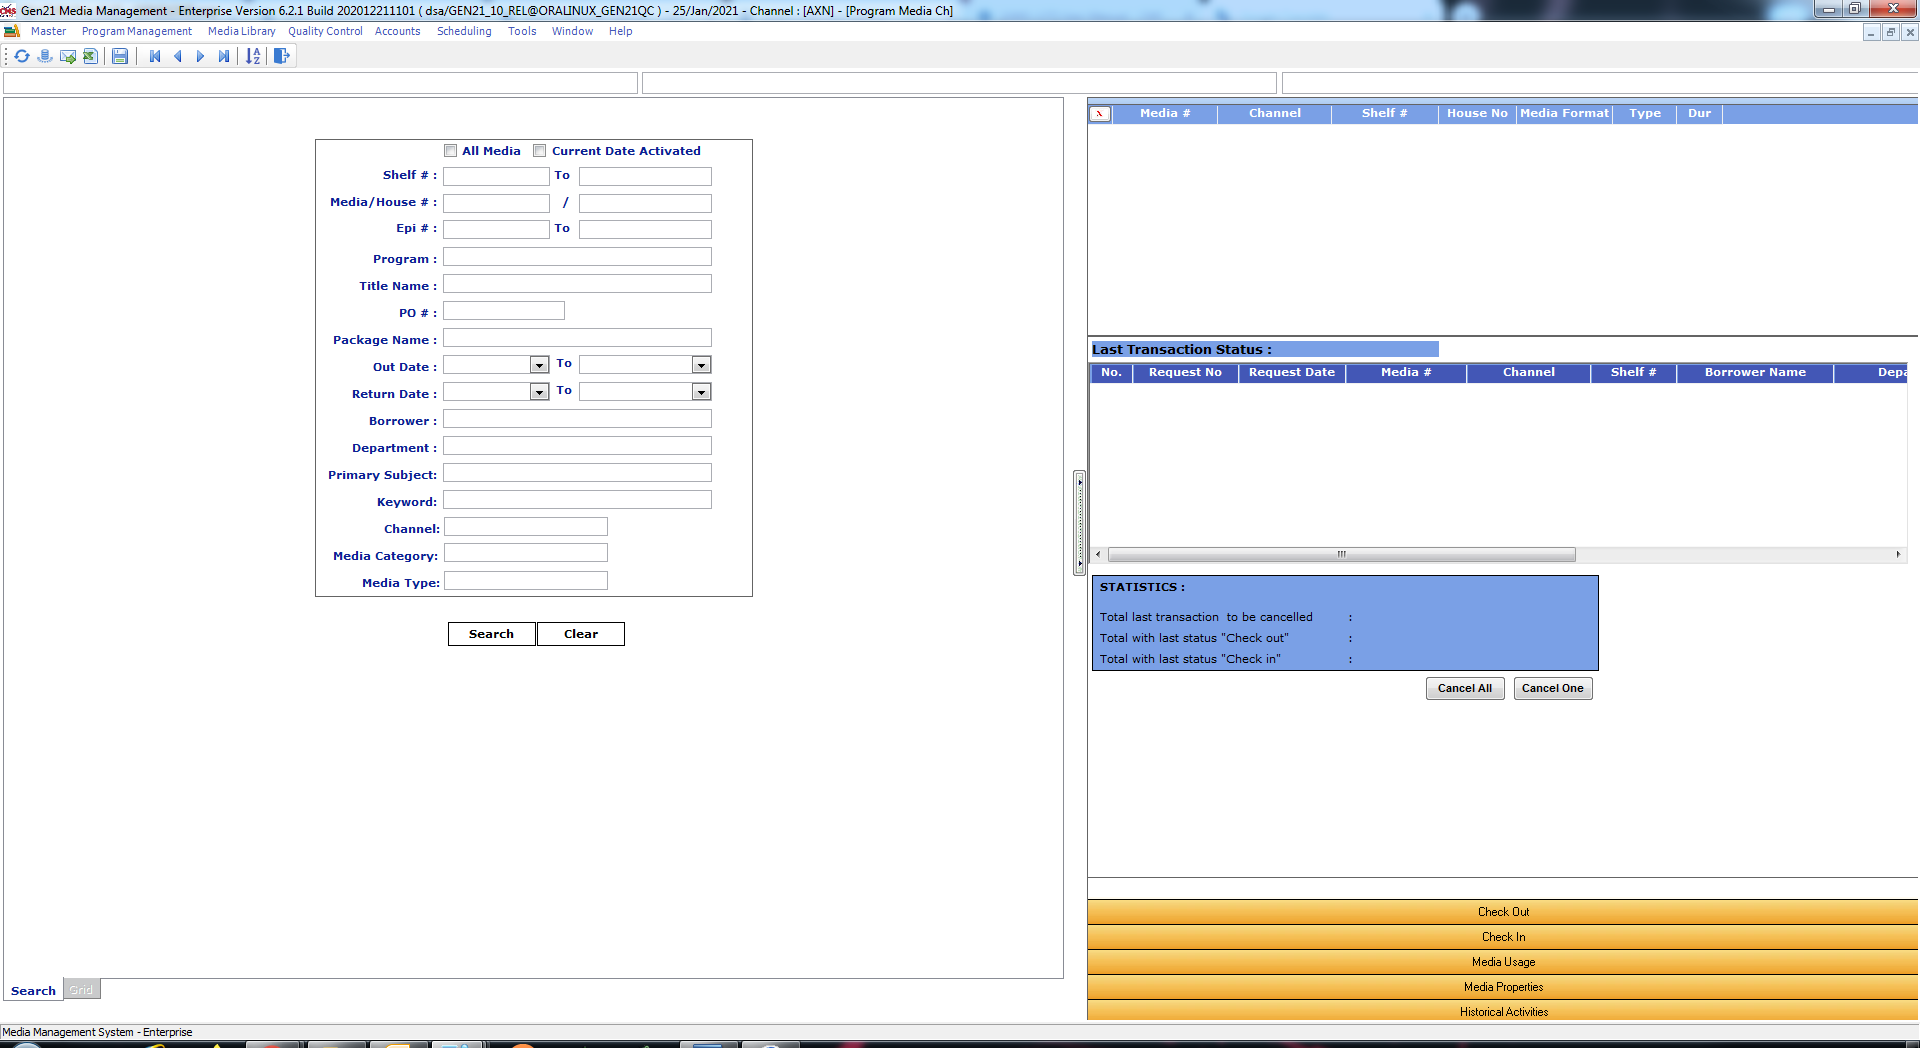 Gen21 Media Management - Enterprise Version 6.2.1 Build 202012211101 ( dsa/GEN21_10_REL@ORALINUX_GEN21QC ) - 25/Jan/2021 - Channel : [AXN] - [Program Media Ch]
Master Program Management Media Library Quality Control Accounts Scheduling Tools Window Help
All Media Current Date Activated
Shelf # : To
Media/House # : /
Epi # : To
Program :
Title Name :
PO # :
Package Name :
Out Date : To
Return Date : To
Borrower :
Department :
Primary Subject:
Keyword:
Channel:
Media Category:
Media Type:
Search Clear
Search Grid
X Media # Channel Shelf # House No Media Format Type Dur
Last Transaction Status :
No. Request No Request Date Media # Channel Shelf # Borrower Name Depa
STATISTICS :
Total last transaction to be cancelled :
Total with last status "Check out" :
Total with last status "Check in" :
Cancel All Cancel One
Check Out
Check In
Media Usage
Media Properties
Historical Activities
Media Management System - Enterprise